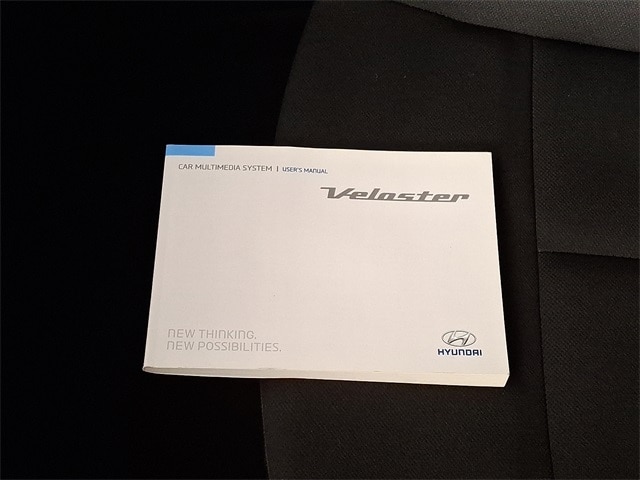 CAR MULTIMEDIA SYSTEM | USER'S MANUAL
Veloster
NEW THINKING.
NEW POSSIBILITIES.
HYUNDAI